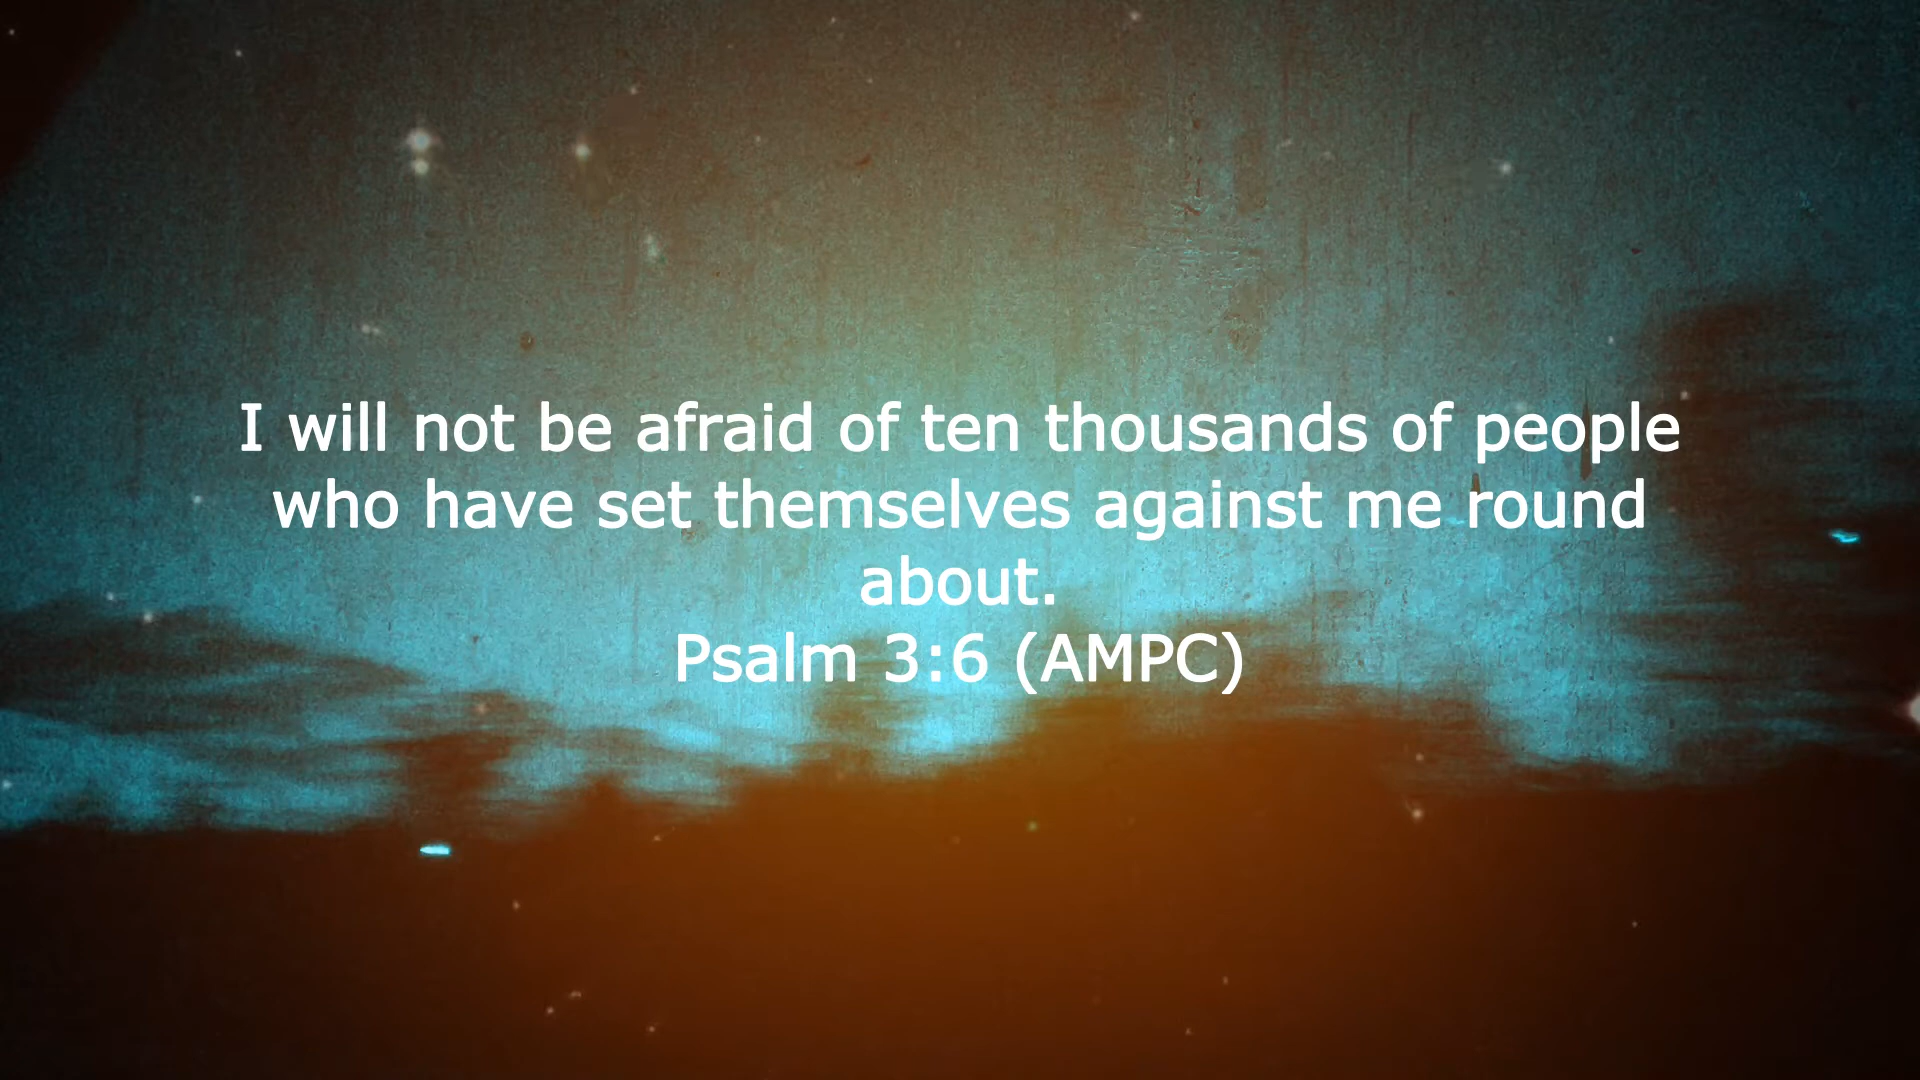 I will not be afraid of ten thousands of people
who have set themselves against me round
about.
Psalm 3:6 (AMPC)